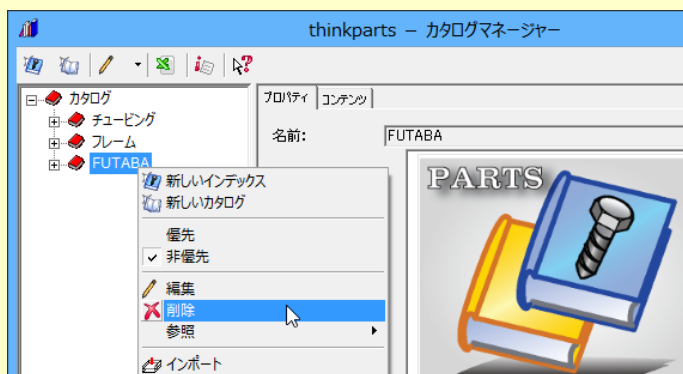 thinkparts － カタログマネージャー
カタログ
チュービング
フレーム
FUTABA
プロパティ コンテンツ
名前: FUTABA
PARTS
新しいインデックス
新しいカタログ
優先
非優先
編集
削除
参照
インポート